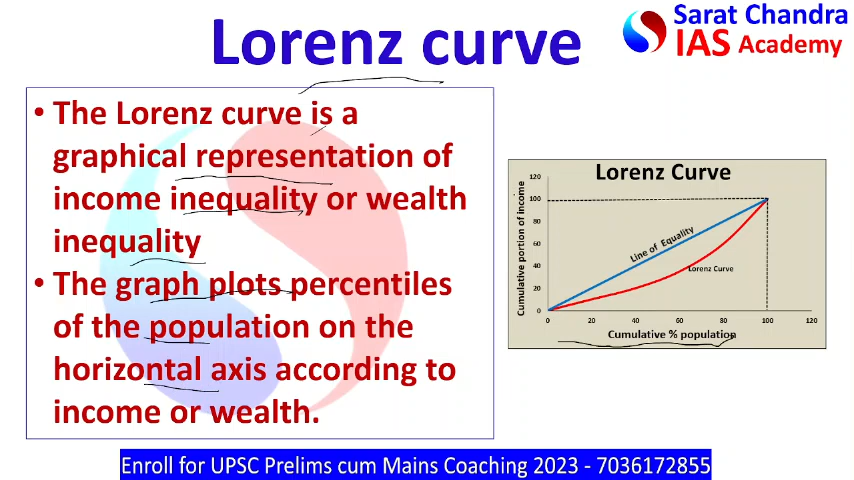 Lorenz curve
Sarat Chandra
IAS Academy
• The Lorenz curve is a
graphical representation of
income inequality or wealth
inequality
• The graph plots percentiles
of the population on the
horizontal axis according to
income or wealth.
Lorenz Curve
Cumulative portion of income
120
100
80
60
40
20
0
Line of Equality
Lorenz Curve
0 20 40 60 80 100 120
Cumulative % population
Enroll for UPSC Prelims cum Mains Coaching 2023 - 7036172855